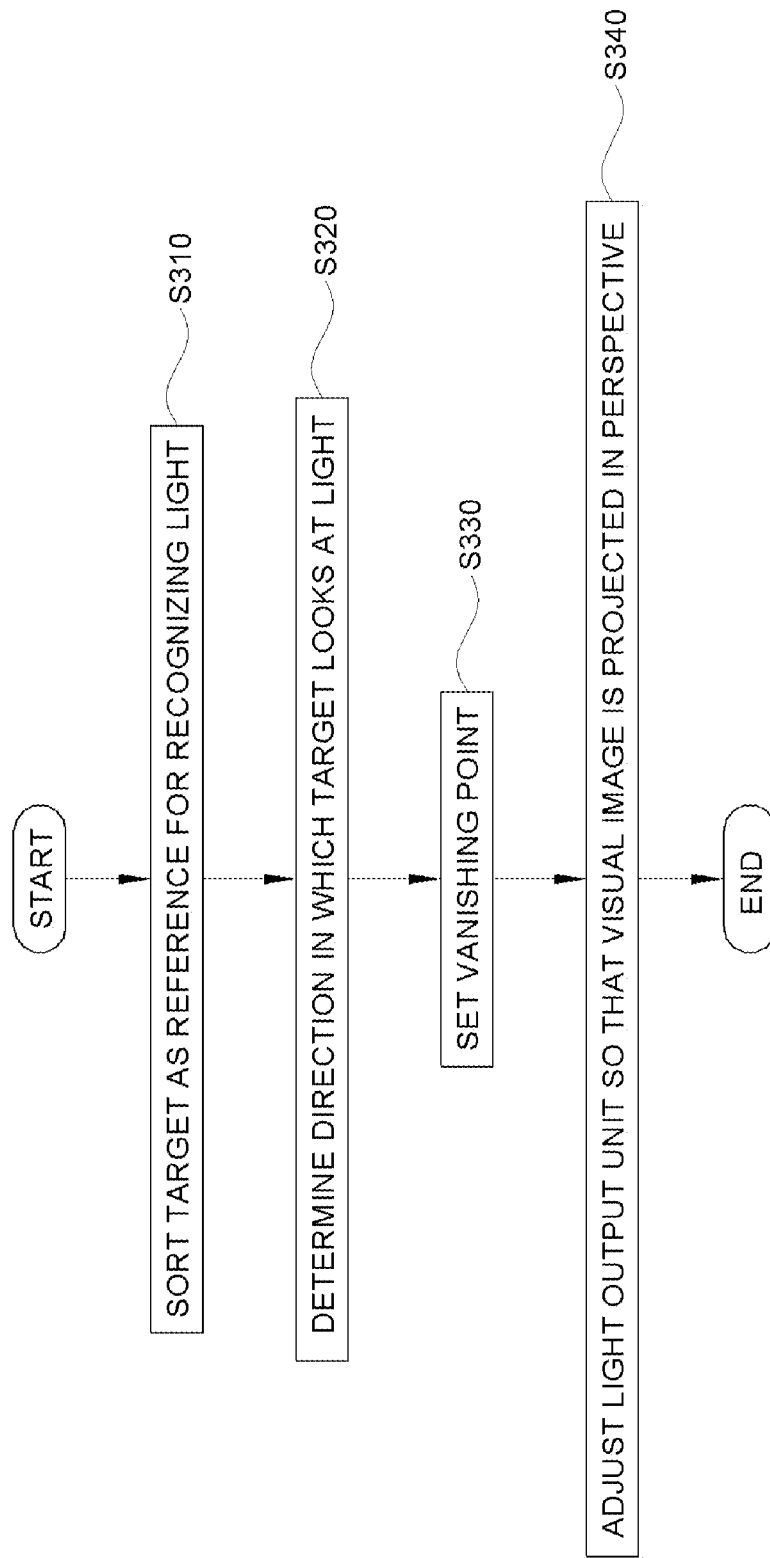 START
SORT TARGET AS REFERENCE FOR RECOGNIZING LIGHT
S310
DETERMINE DIRECTION IN WHICH TARGET LOOKS AT LIGHT
S320
SET VANISHING POINT
S330
ADJUST LIGHT OUTPUT UNIT SO THAT VISUAL IMAGE IS PROJECTED IN PERSPECTIVE
S340
END